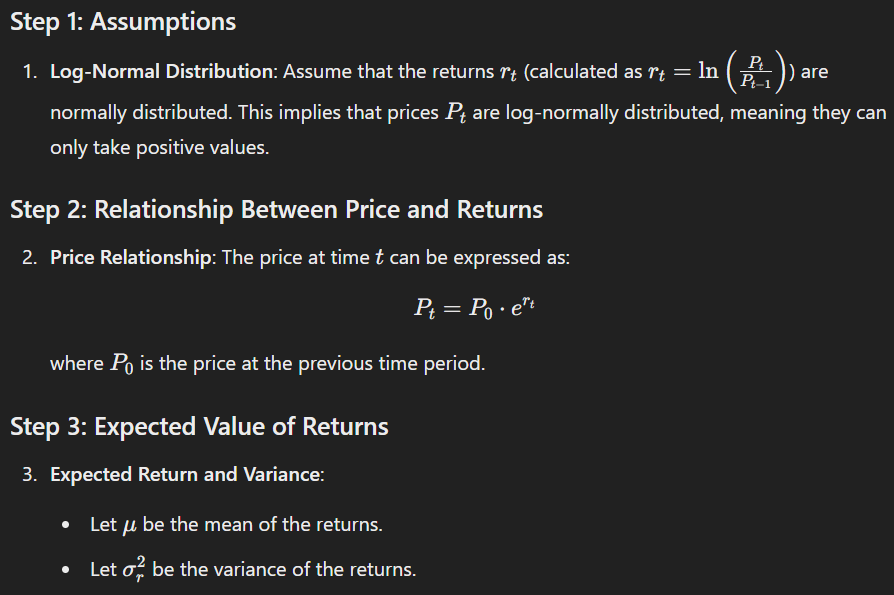 Step 1: Assumptions
1. Log-Normal Distribution: Assume that the returns $r_t$ (calculated as $r_t = \ln\left(\frac{P_t}{P_{t-1}}\right)$) are
normally distributed. This implies that prices $P_t$ are log-normally distributed, meaning they can
only take positive values.
Step 2: Relationship Between Price and Returns
2. Price Relationship: The price at time $t$ can be expressed as:
$P_t = P_0 \cdot e^{r_t}$
where $P_0$ is the price at the previous time period.
Step 3: Expected Value of Returns
3. Expected Return and Variance:
• Let $\mu$ be the mean of the returns.
• Let $\sigma_r^2$ be the variance of the returns.